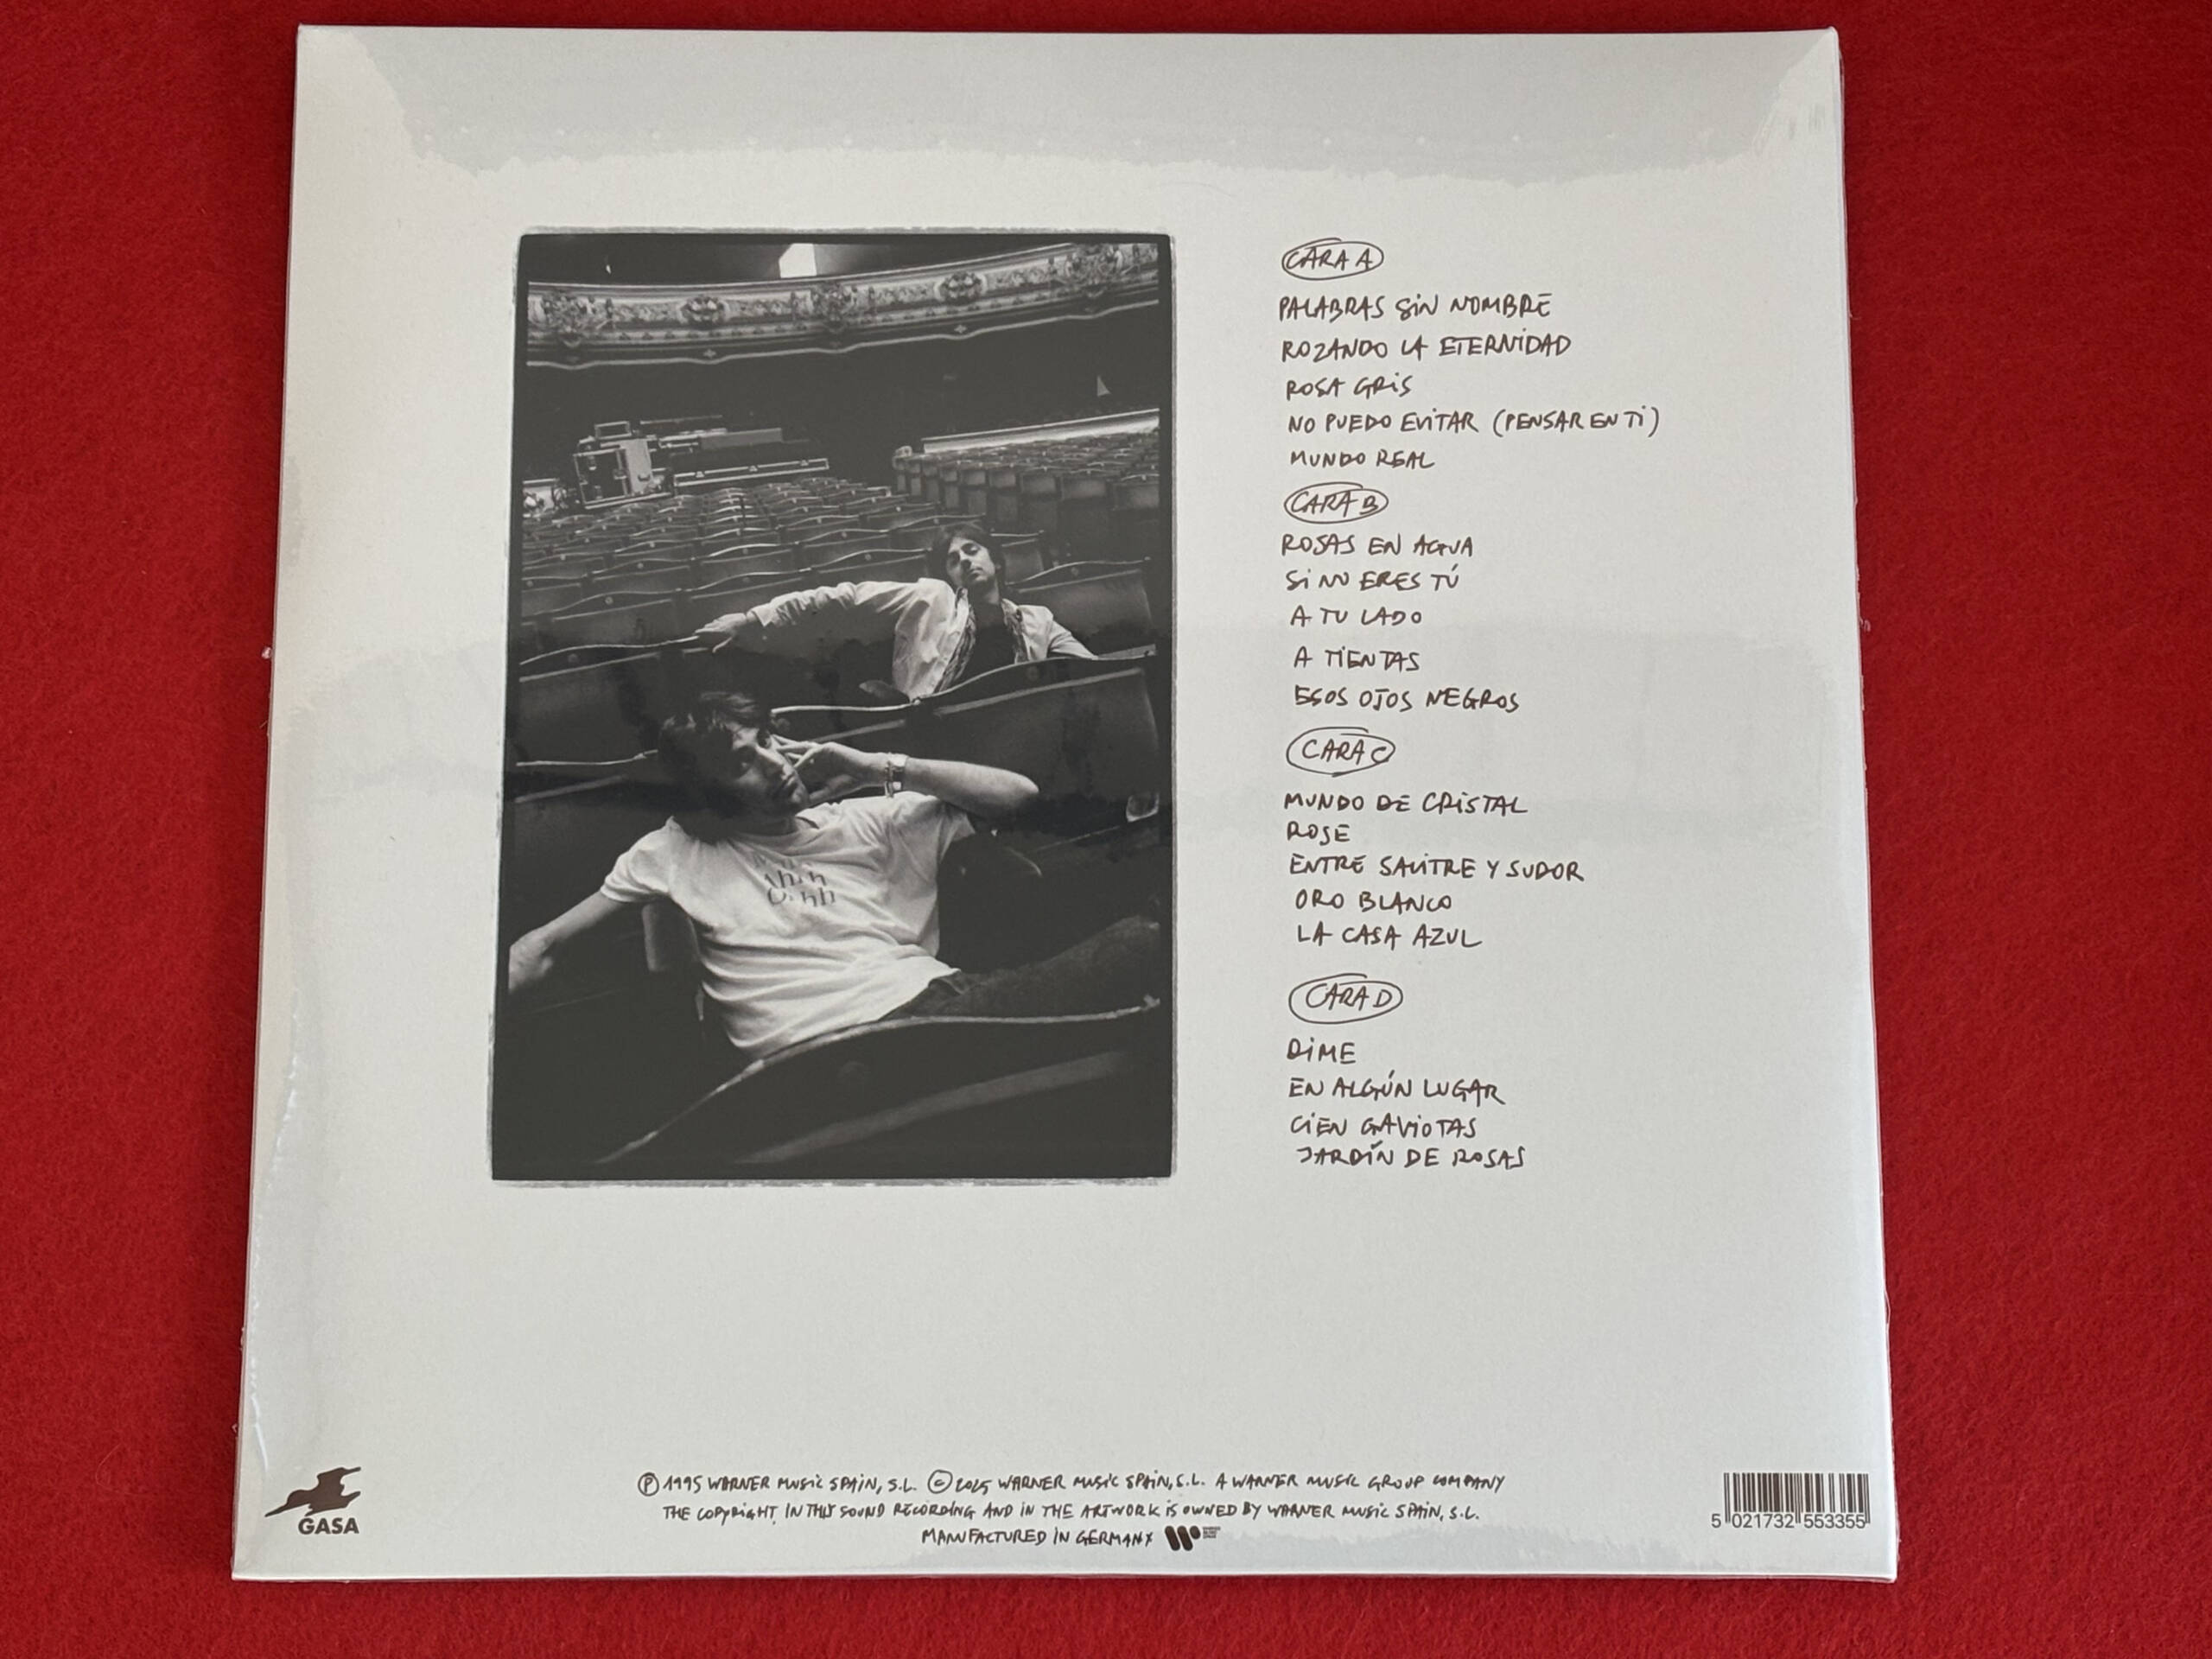 CARA A
PALABRAS SIN NOMBRE
ROZANDO LA ETERNIDAD
ROSA GRIS
NO PUEDO EVITAR (PENSAR EN TI)
MUNDO REAL
CARA B
ROSAS EN AGUA
SI NO ERES TÚ
A TU LADO
A TIENTAS
ESOS OJOS NEGROS
CARA C
MUNDO DE CRISTAL
ROSE
ENTRE SALITRE Y SUDOR
ORO BLANCO
LA CASA AZUL
CARA D
DIME
EN ALGÚN LUGAR
CIEN GAVIOTAS
JARDÍN DE ROSAS
Ⓟ 1995 WARNER MUSIC SPAIN, S.L. © 2025 WARNER MUSIC SPAIN, S.L. A WARNER MUSIC GROUP COMPANY
THE COPYRIGHT IN THIS SOUND RECORDING AND IN THE ARTWORK IS OWNED BY WARNER MUSIC SPAIN, S.L.
MANUFACTURED IN GERMANY
GASA
5 021732 553355